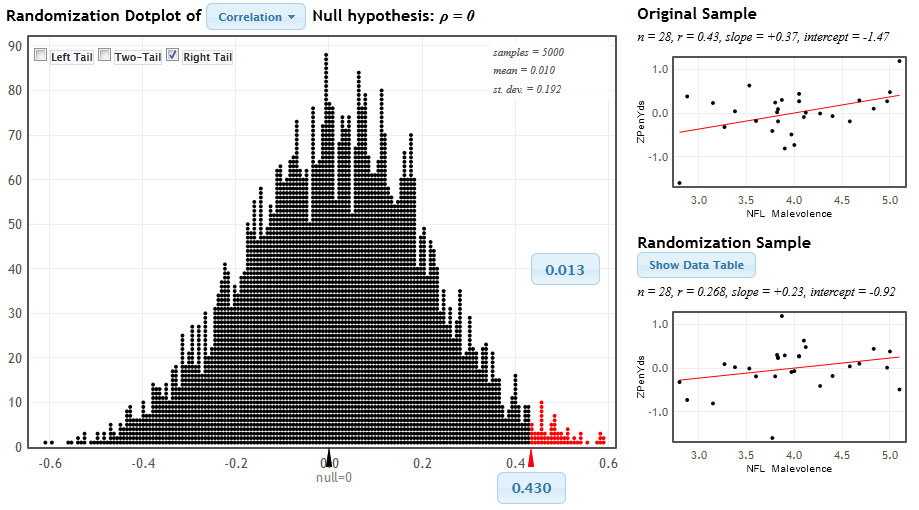 Randomization Dotplot of Correlation Null hypothesis: ρ = 0
Left Tail Two-Tail Right Tail
samples = 5000
mean = 0.010
st. dev. = 0.192
90
80
70
60
50
40
30
20
10
0
0.013
-0.6 -0.4 -0.2 0.0 0.2 0.4 0.6
null=0
0.430
Original Sample
n = 28, r = 0.43, slope = +0.37, intercept = -1.47
1.0
0.0
-1.0
ZPenYds
3.0 3.5 4.0 4.5 5.0
NFL_Malevolence
Randomization Sample
Show Data Table
n = 28, r = 0.268, slope = +0.23, intercept = -0.92
1.0
0.0
-1.0
ZPenYds
3.0 3.5 4.0 4.5 5.0
NFL_Malevolence